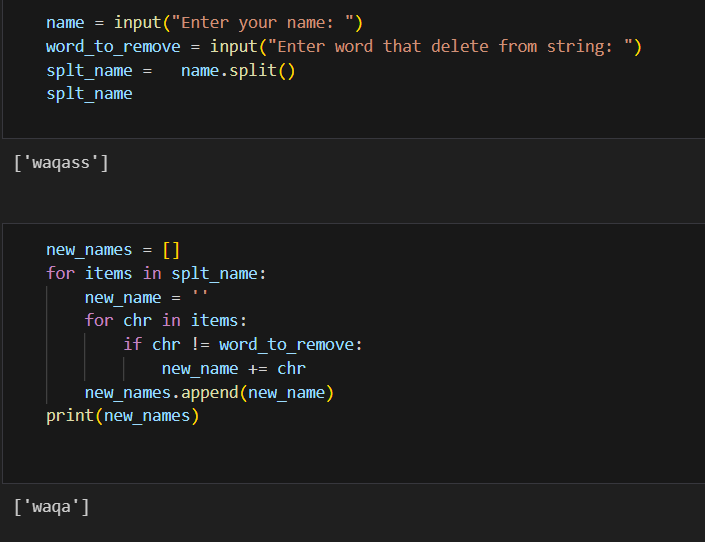 name = input("Enter your name: ")
word_to_remove = input("Enter word that delete from string: ")
splt_name =   name.split()
splt_name
['waqass']
new_names = []
for items in splt_name:
    new_name = ''
    for chr in items:
        if chr != word_to_remove:
            new_name += chr
    new_names.append(new_name)
print(new_names)
['waqa']